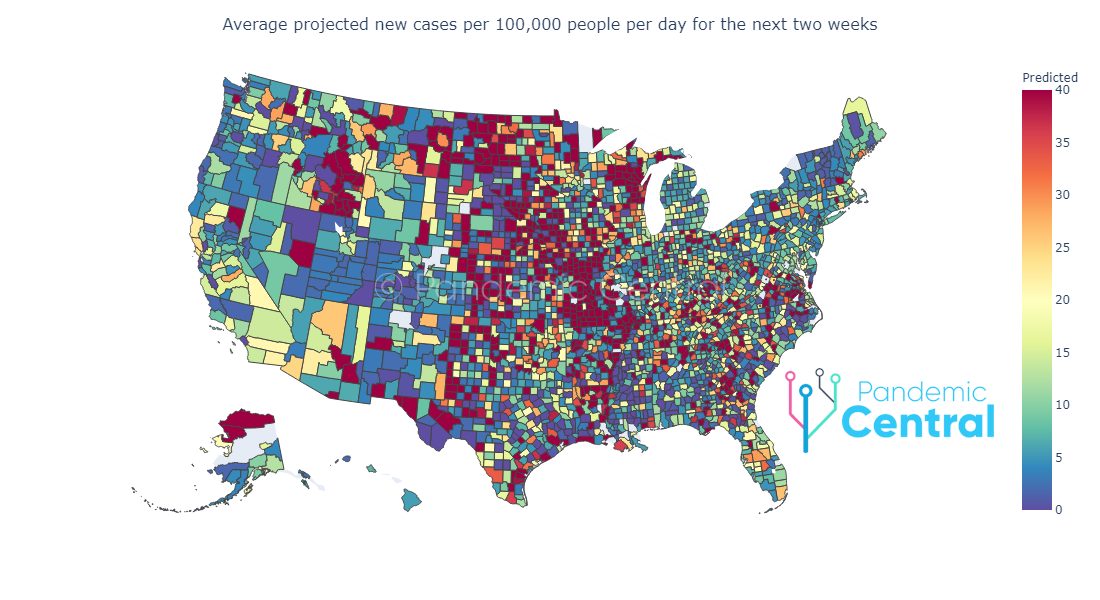 Average projected new cases per 100,000 people per day for the next two weeks
Predicted
40
35
30
25
20
15
10
5
0
© Pandemic Central
Pandemic
Central